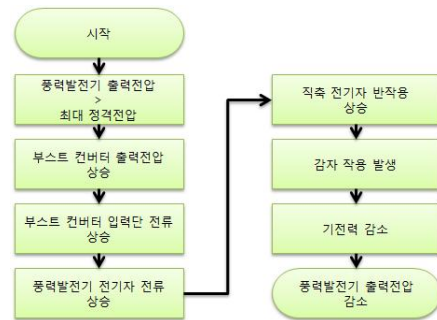 시작
풍력발전기 출력전압
>
최대 정격전압
부스트 컨버터 출력전압
상승
부스트 컨버터 입력단 전류
상승
풍력발전기 전기자 전류
상승
직축 전기자 반작용
상승
감자 작용 발생
기전력 감소
풍력발전기 출력전압
감소